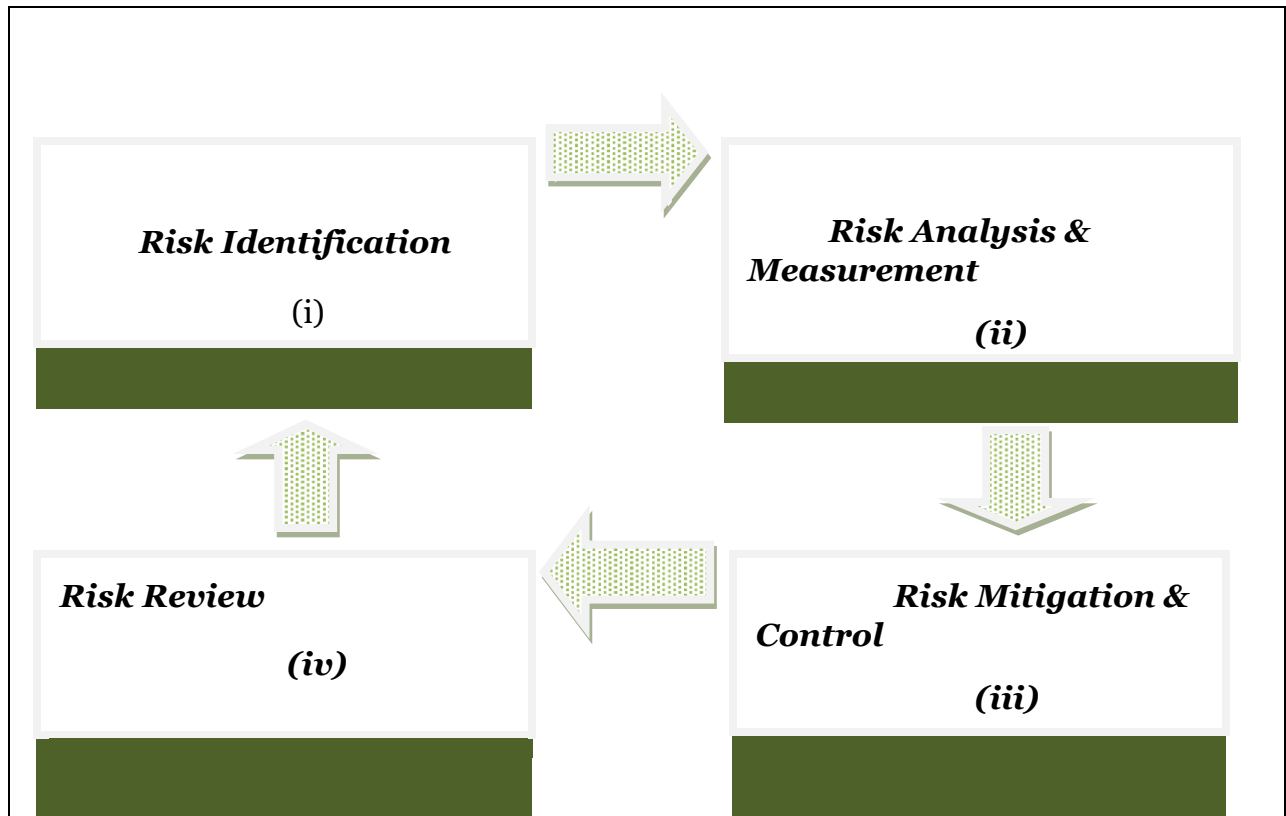 Risk Identification
(i)
Risk Analysis &
Measurement
(ii)
Risk Mitigation &
Control
(iii)
Risk Review
(iv)